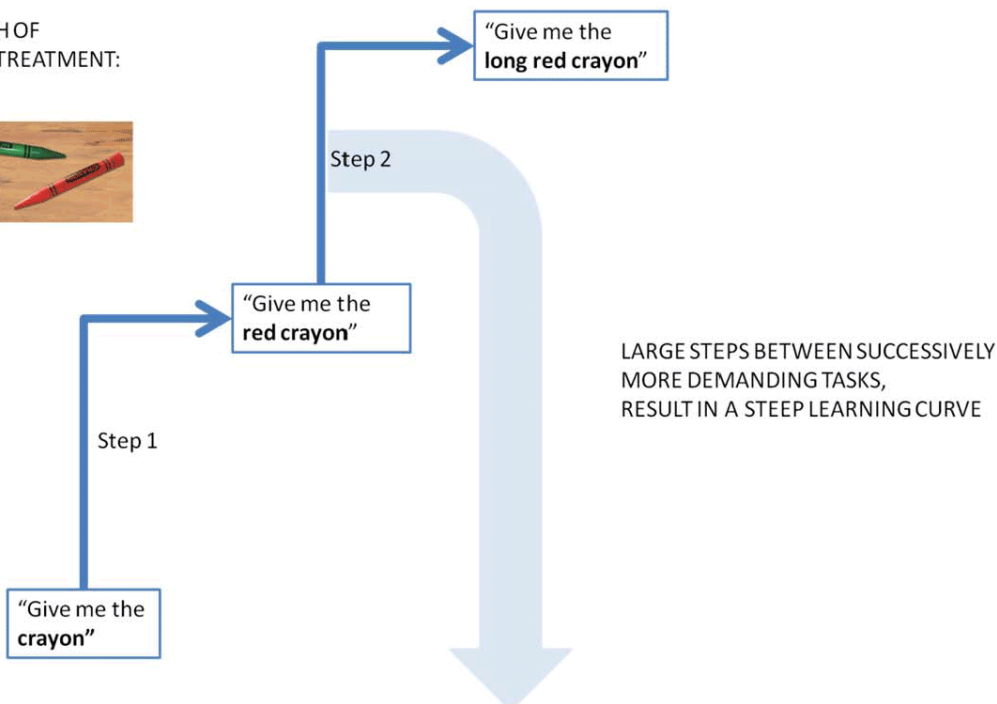 H OF
TREATMENT:
“Give me the
long red crayon”
Step 2
“Give me the
red crayon”
LARGE STEPS BETWEEN SUCCESSIVELY
MORE DEMANDING TASKS,
RESULT IN A STEEP LEARNING CURVE
Step 1
“Give me the
crayon”